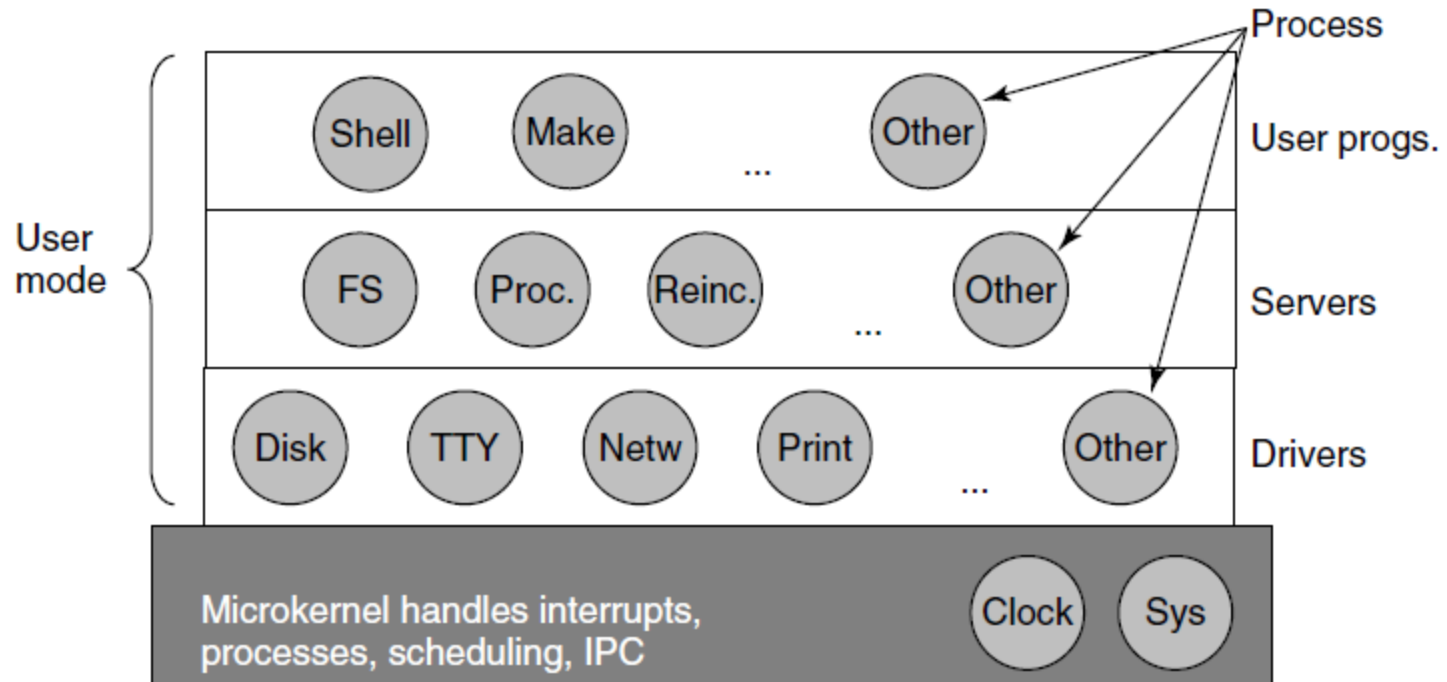 Process
Shell
Make
...
Other
User progs.
User
mode
FS
Proc.
Reinc.
...
Other
Servers
Disk
TTY
Netw
Print
...
Other
Drivers
Microkernel handles interrupts,
processes, scheduling, IPC
Clock
Sys